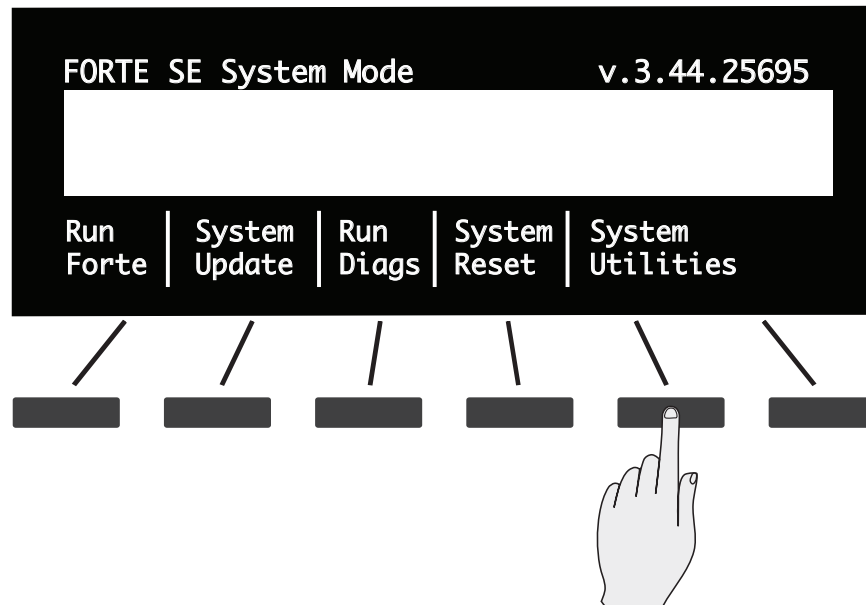 FORTE SE System Mode v.3.44.25695
Run System Run System System
Forte Update Diags Reset Utilities